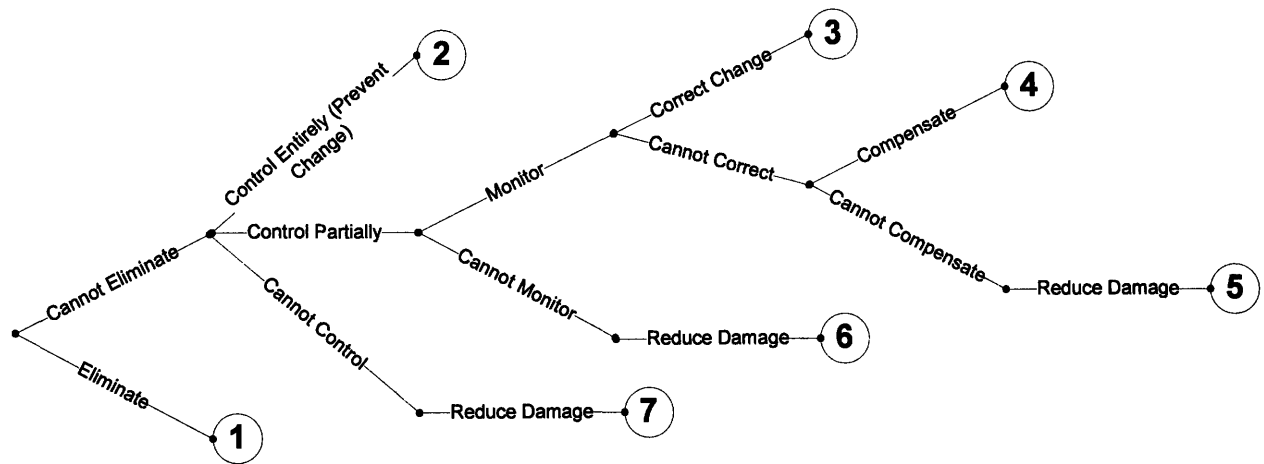 3
2
Correct Change
4
Control Entirely (Prevent
Change)
Compensate
Cannot Correct
Monitor
Cannot Compensate
Control Partially
Cannot Eliminate
Cannot Monitor
Reduce Damage
5
Cannot Control
Reduce Damage
6
Eliminate
Reduce Damage
7
1